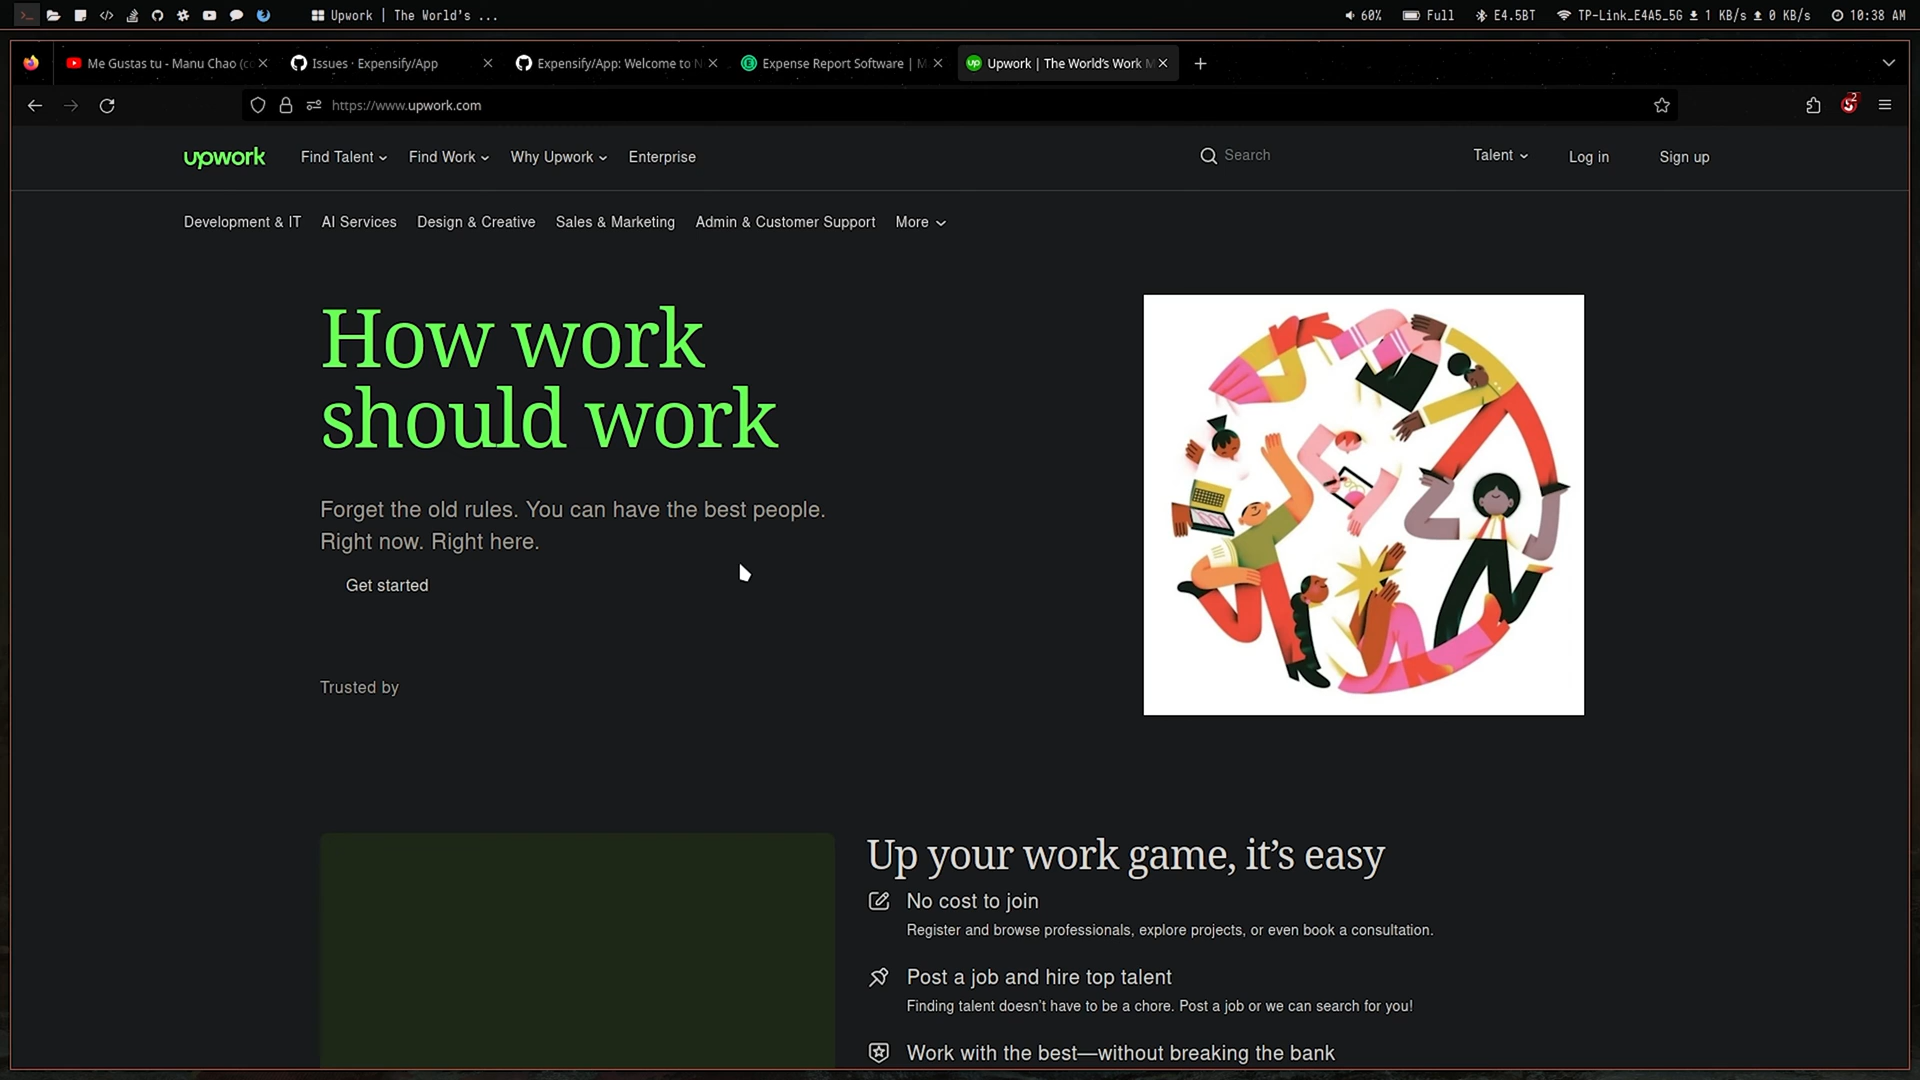 Upwork | The World's ...
60%
Full
E4.5BT
TP-Link_E4A5_5G 1 KB/s 0 KB/s
10:38 AM
Me Gustas tu - Manu Chao
Issues · Expensify/App
Expensify/App: Welcome to
Expense Report Software |
Upwork | The World's Work
https://www.upwork.com
2
upwork
Find Talent
Find Work
Why Upwork
Enterprise
Search
Talent
Log in
Sign up
Development & IT
AI Services
Design & Creative
Sales & Marketing
Admin & Customer Support
More
How work
should work
Forget the old rules. You can have the best people.
Right now. Right here.
Get started
Trusted by
Up your work game, it's easy
No cost to join
Register and browse professionals, explore projects, or even book a consultation.
Post a job and hire top talent
Finding talent doesn't have to be a chore. Post a job or we can search for you!
Work with the best—without breaking the bank